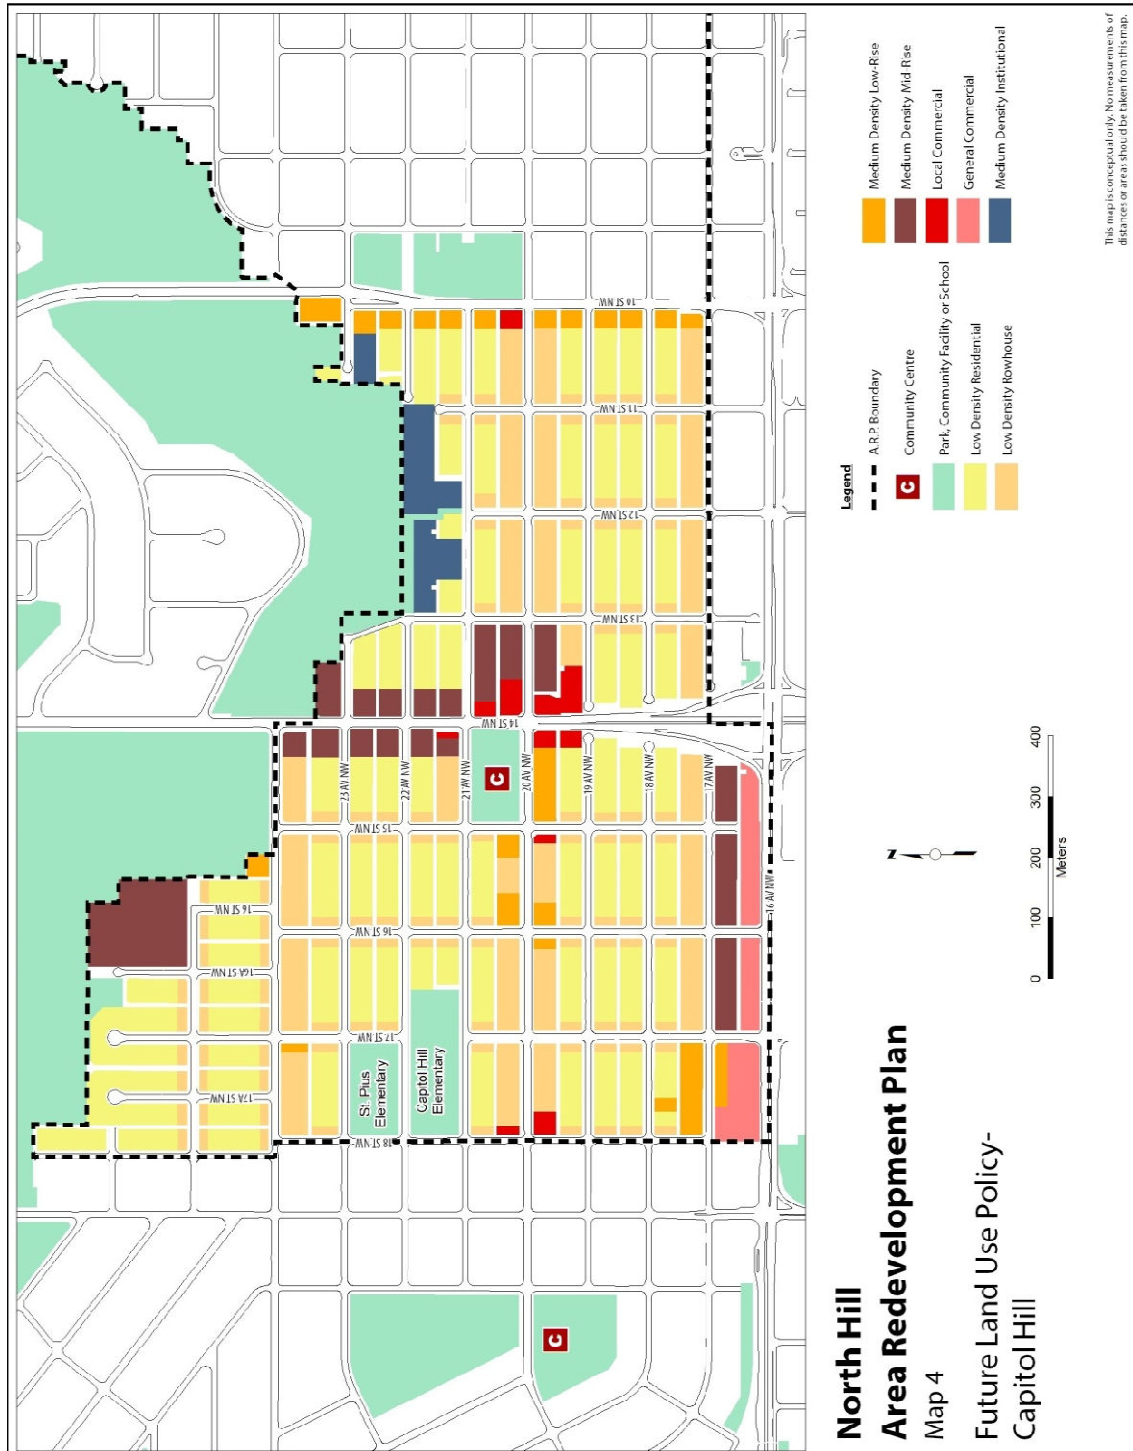 23 AV NW
22 AV NW
21 AV NW
20 AV NW
19 AV NW
18 AV NW
17 AV NW
16 AV NW
18 ST NW
17A ST NW
17 ST NW
16A ST NW
16 ST NW
16 ST NW
15 ST NW
14 ST NW
13 ST NW
12 ST NW
11 ST NW
10 ST NW
St. Pius
Elementary
Capitol Hill
Elementary
C
C
North Hill
Area Redevelopment Plan
Map 4
Future Land Use Policy-
Capitol Hill
N
0 100 200 300 400
Meters
Legend
A.R.P. Boundary
C Community Centre
Park, Community Facility or School
Low Density Residential
Low Density Rowhouse
Medium Density Low-Rise
Medium Density Mid-Rise
Local Commercial
General Commercial
Medium Density Institutional
This map is conceptual only. No measurements of
distances or areas should be taken from this map.